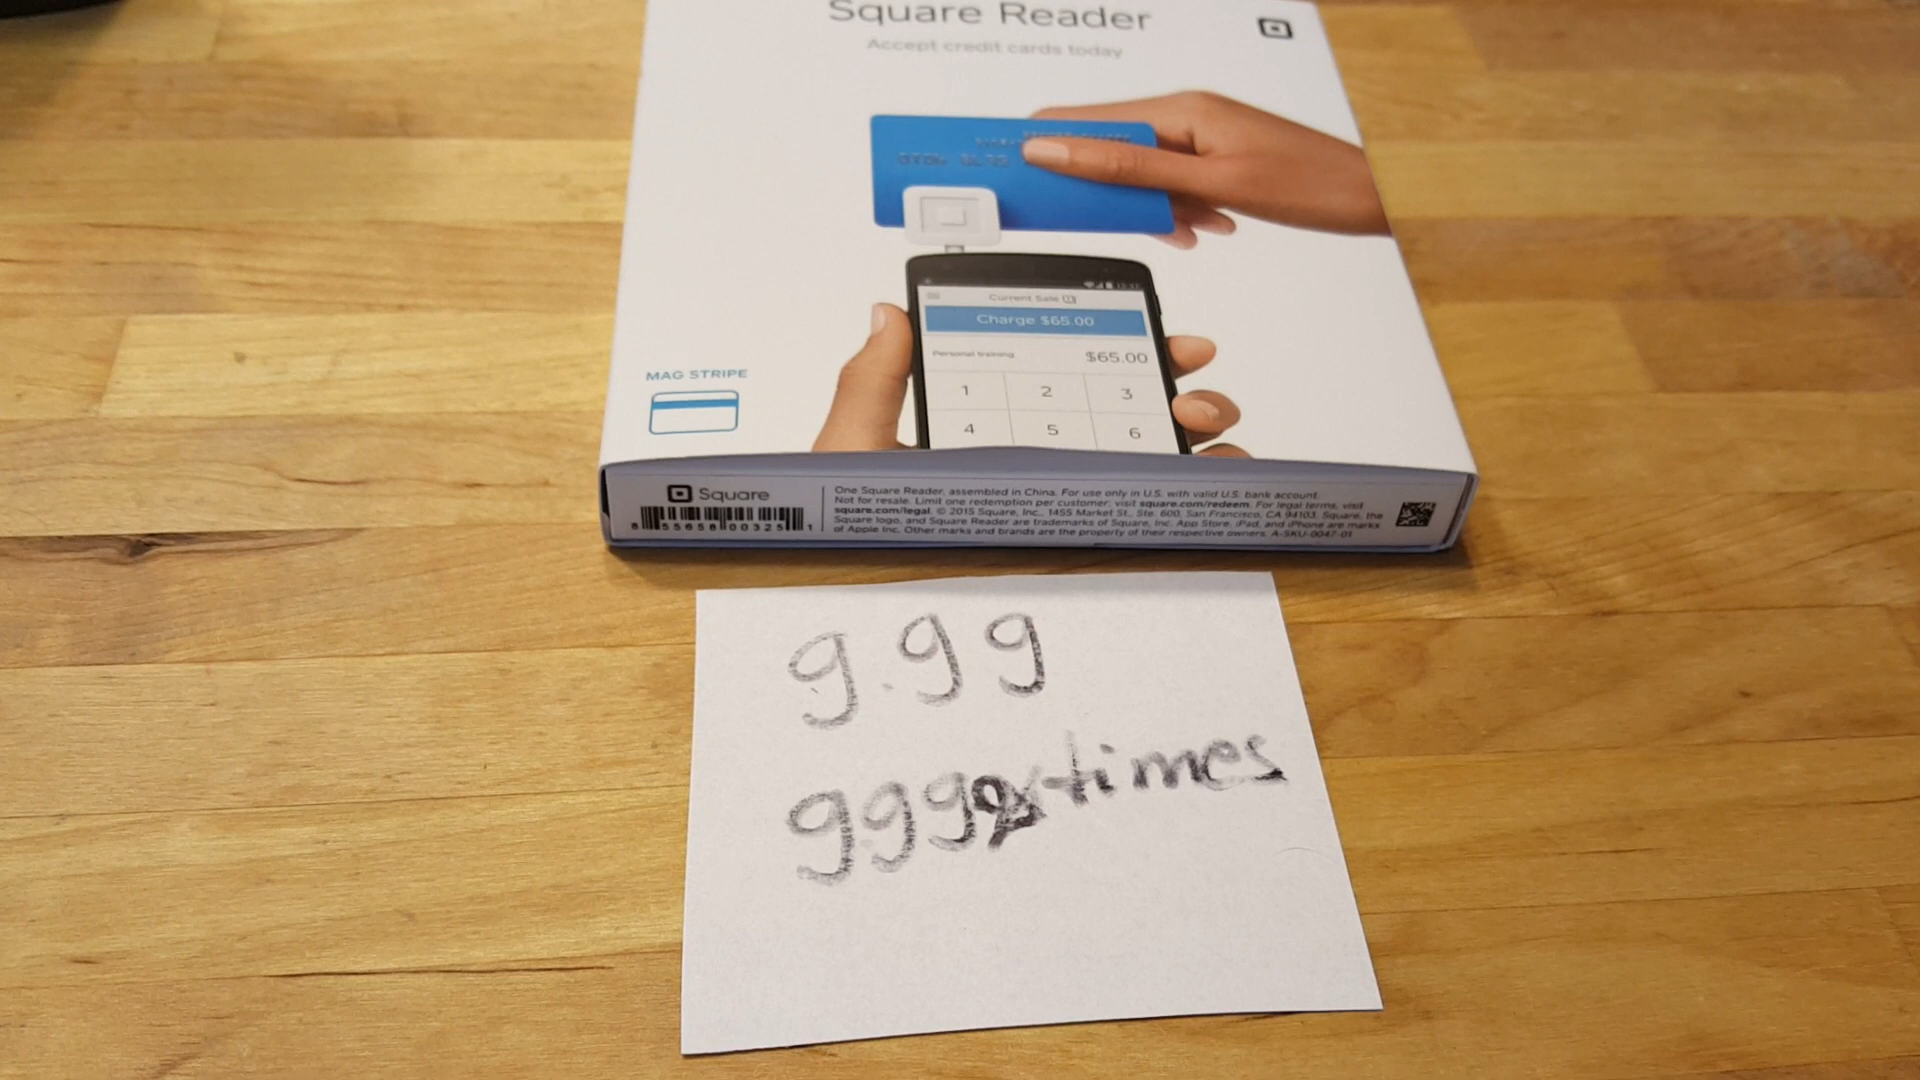 Square Reader
Accept credit cards today
Current Sale
Charge $65.00
Personal training $65.00
1 2 3
4 5 6
MAG STRIPE
Square
8 55658 00325 1
One Square Reader, assembled in China. For use only in U.S. with valid U.S. bank account.
Not for resale. Limit one redemption per customer; visit square.com/redeem. For legal terms, visit
square.com/legal. © 2015 Square, Inc., 1455 Market St., Ste. 600, San Francisco, CA 94103. Square, the
Square logo, and Square Reader are trademarks of Square, Inc. App Store, iPad, and iPhone are marks
of Apple Inc. Other marks and brands are the property of their respective owners. A-SKU-0047-01
9.99
999 times